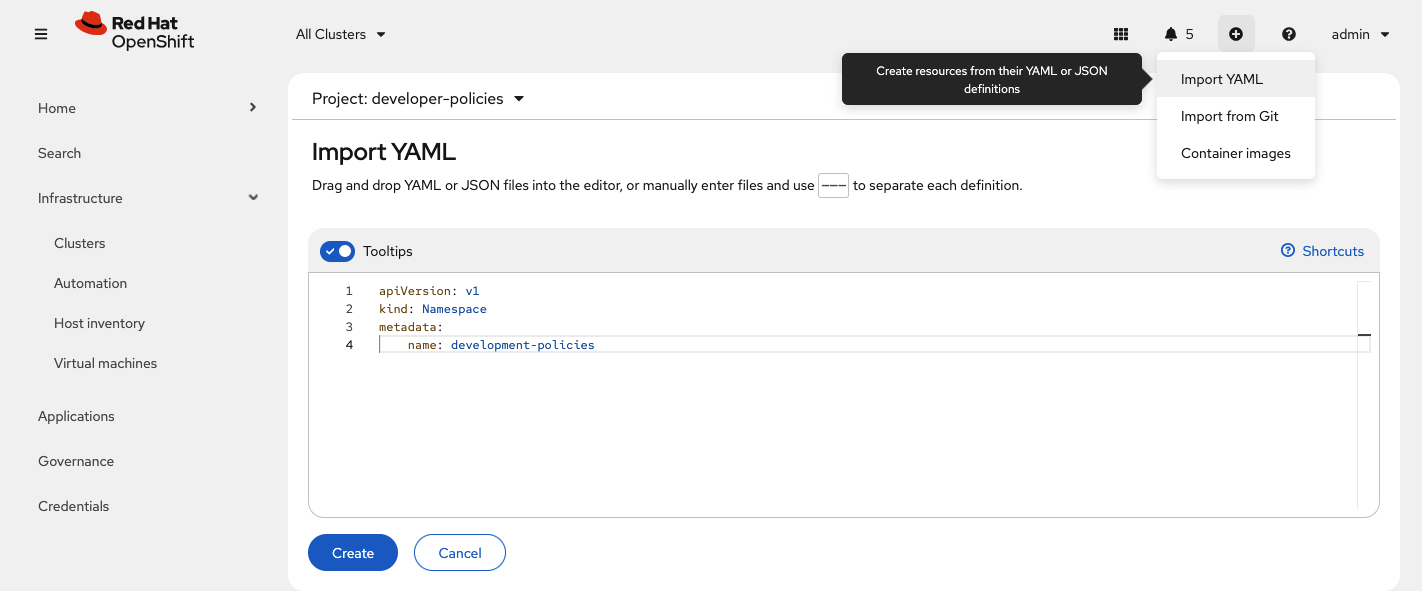 Red Hat
OpenShift
All Clusters
5
admin
Create resources from their YAML or JSON
definitions
Import YAML
Import from Git
Container images
Home
Search
Infrastructure
Clusters
Automation
Host inventory
Virtual machines
Applications
Governance
Credentials
Project: developer-policies
Import YAML
Drag and drop YAML or JSON files into the editor, or manually enter files and use --- to separate each definition.
Tooltips
Shortcuts
1 apiVersion: v1
2 kind: Namespace
3 metadata:
4 name: development-policies
Create
Cancel